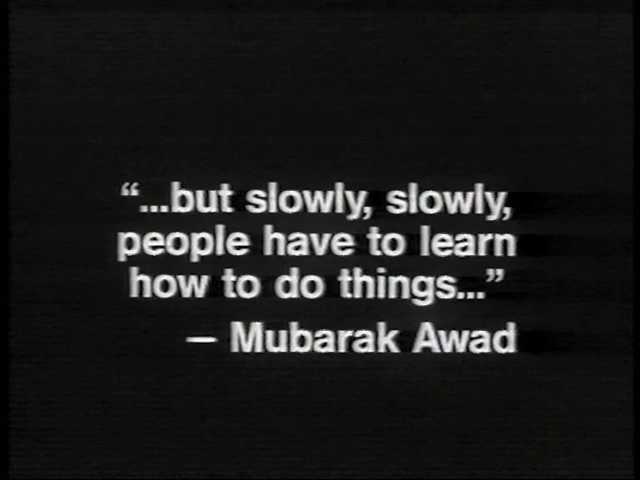 “...but slowly, slowly,
people have to learn
how to do things...”
– Mubarak Awad